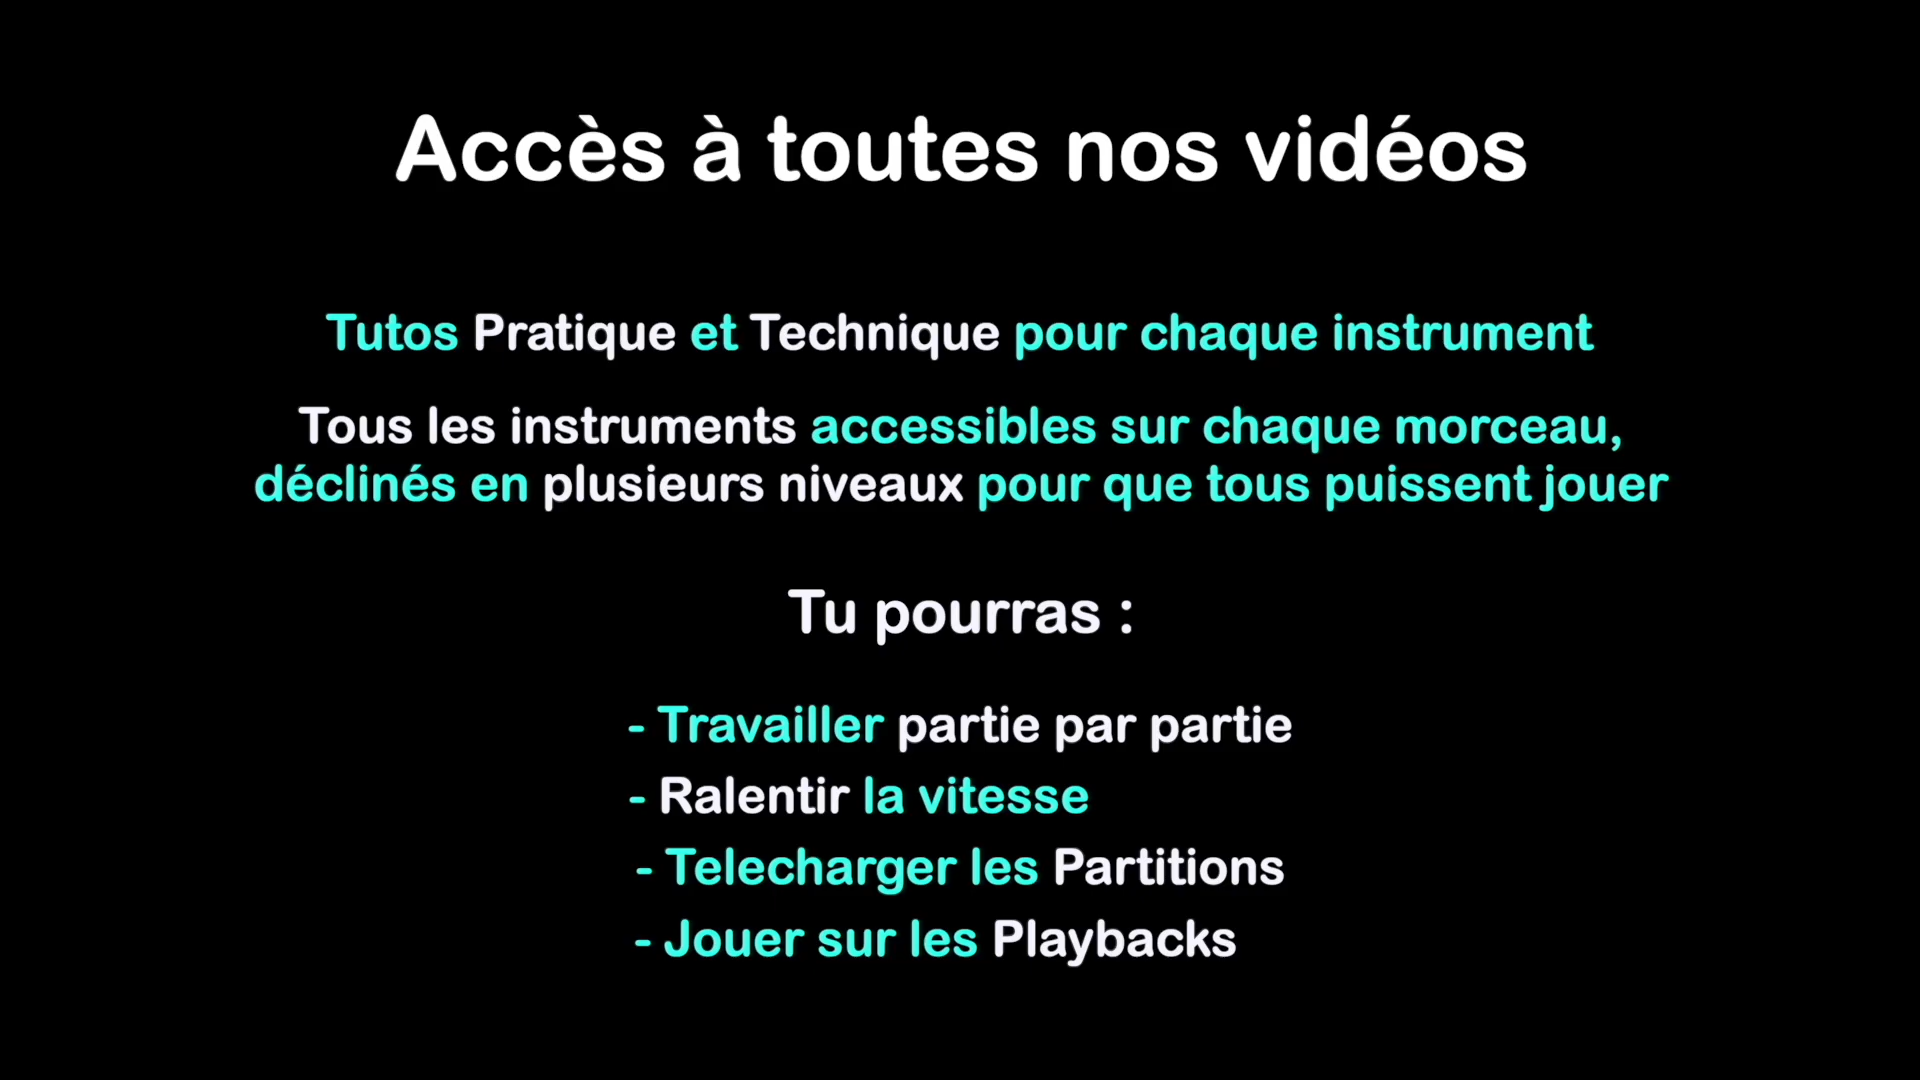 Accès à toutes nos vidéos
Tutos Pratique et Technique pour chaque instrument
Tous les instruments accessibles sur chaque morceau,
déclinés en plusieurs niveaux pour que tous puissent jouer
Tu pourras :
- Travailler partie par partie
- Ralentir la vitesse
- Telecharger les Partitions
- Jouer sur les Playbacks